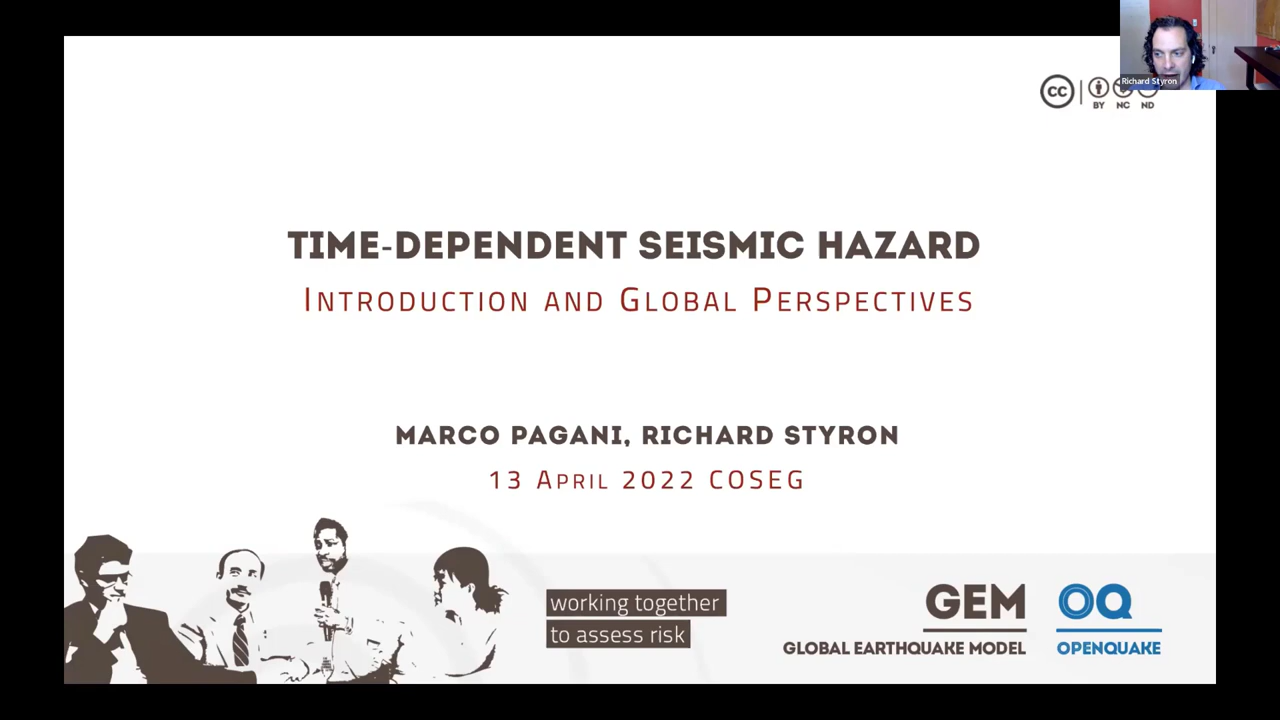 Richard Styron
CC BY NC ND
TIME-DEPENDENT SEISMIC HAZARD
INTRODUCTION AND GLOBAL PERSPECTIVES
MARCO PAGANI, RICHARD STYRON
13 APRIL 2022 COSEG
working together
to assess risk
GEM
GLOBAL EARTHQUAKE MODEL
OQ
OPENQUAKE